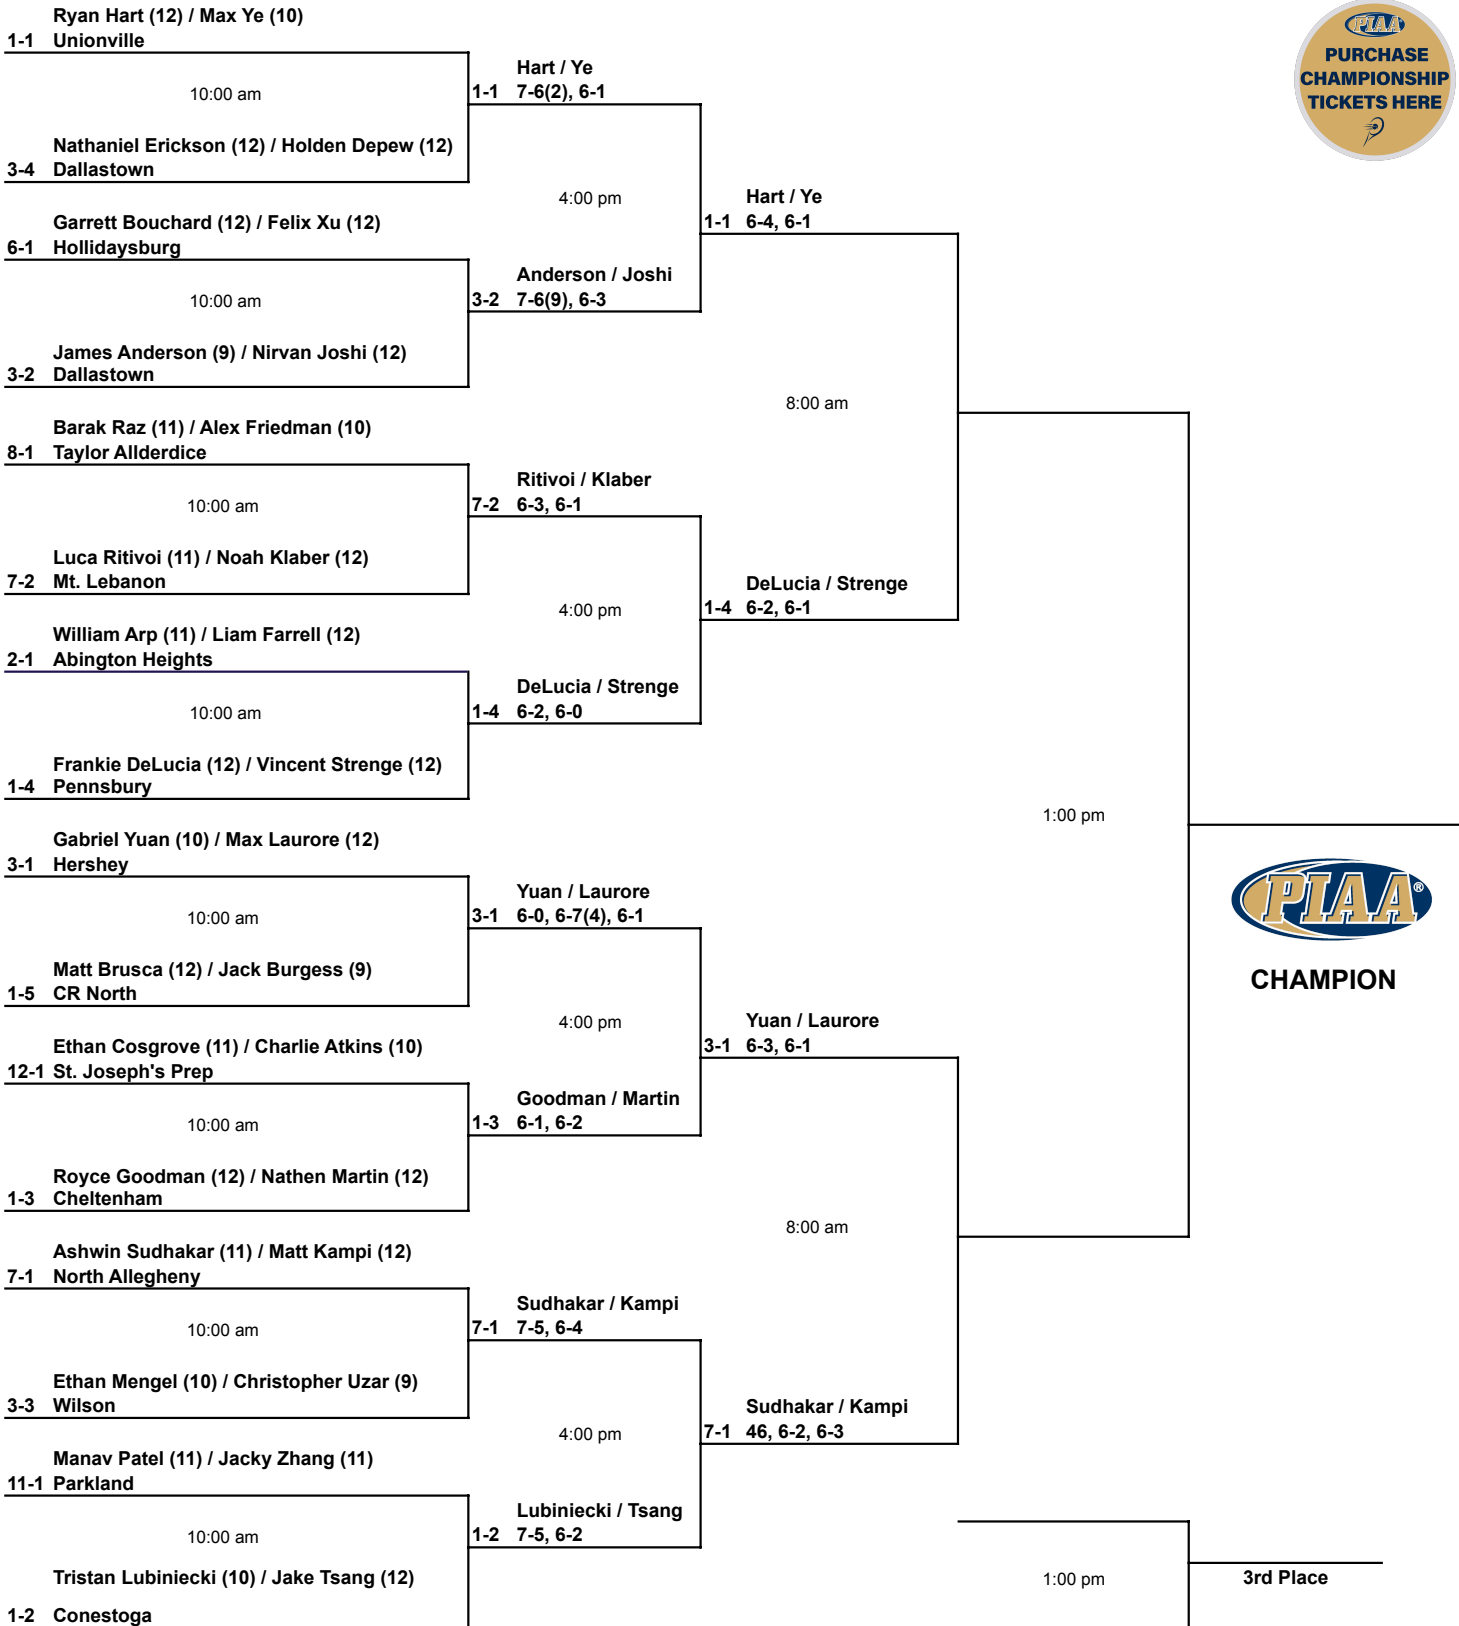 Ryan Hart (12) / Max Ye (10)
1-1 Unionville
10:00 am
Nathaniel Erickson (12) / Holden Depew (12)
3-4 Dallastown
Garrett Bouchard (12) / Felix Xu (12)
6-1 Hollidaysburg
10:00 am
James Anderson (9) / Nirvan Joshi (12)
3-2 Dallastown
Barak Raz (11) / Alex Friedman (10)
8-1 Taylor Allderdice
10:00 am
Luca Ritivoi (11) / Noah Klaber (12)
7-2 Mt. Lebanon
William Arp (11) / Liam Farrell (12)
2-1 Abington Heights
10:00 am
Frankie DeLucia (12) / Vincent Strenge (12)
1-4 Pennsbury
Gabriel Yuan (10) / Max Laurore (12)
3-1 Hershey
10:00 am
Matt Brusca (12) / Jack Burgess (9)
1-5 CR North
Ethan Cosgrove (11) / Charlie Atkins (10)
12-1 St. Joseph's Prep
10:00 am
Royce Goodman (12) / Nathen Martin (12)
1-3 Cheltenham
Ashwin Sudhakar (11) / Matt Kampi (12)
7-1 North Allegheny
10:00 am
Ethan Mengel (10) / Christopher Uzar (9)
3-3 Wilson
Manav Patel (11) / Jacky Zhang (11)
11-1 Parkland
10:00 am
Tristan Lubiniecki (10) / Jake Tsang (12)
1-2 Conestoga
Hart / Ye
1-1 7-6(2), 6-1
4:00 pm
Anderson / Joshi
3-2 7-6(9), 6-3
Ritivoi / Klaber
7-2 6-3, 6-1
4:00 pm
DeLucia / Strenge
1-4 6-2, 6-0
Yuan / Laurore
3-1 6-0, 6-7(4), 6-1
4:00 pm
Goodman / Martin
1-3 6-1, 6-2
Sudhakar / Kampi
7-1 7-5, 6-4
4:00 pm
Lubiniecki / Tsang
1-2 7-5, 6-2
Hart / Ye
1-1 6-4, 6-1
8:00 am
DeLucia / Strenge
1-4 6-2, 6-1
Yuan / Laurore
3-1 6-3, 6-1
8:00 am
Sudhakar / Kampi
7-1 46, 6-2, 6-3
1:00 pm
1:00 pm
PIAA
PURCHASE
CHAMPIONSHIP
TICKETS HERE
PIAA®
CHAMPION
3rd Place